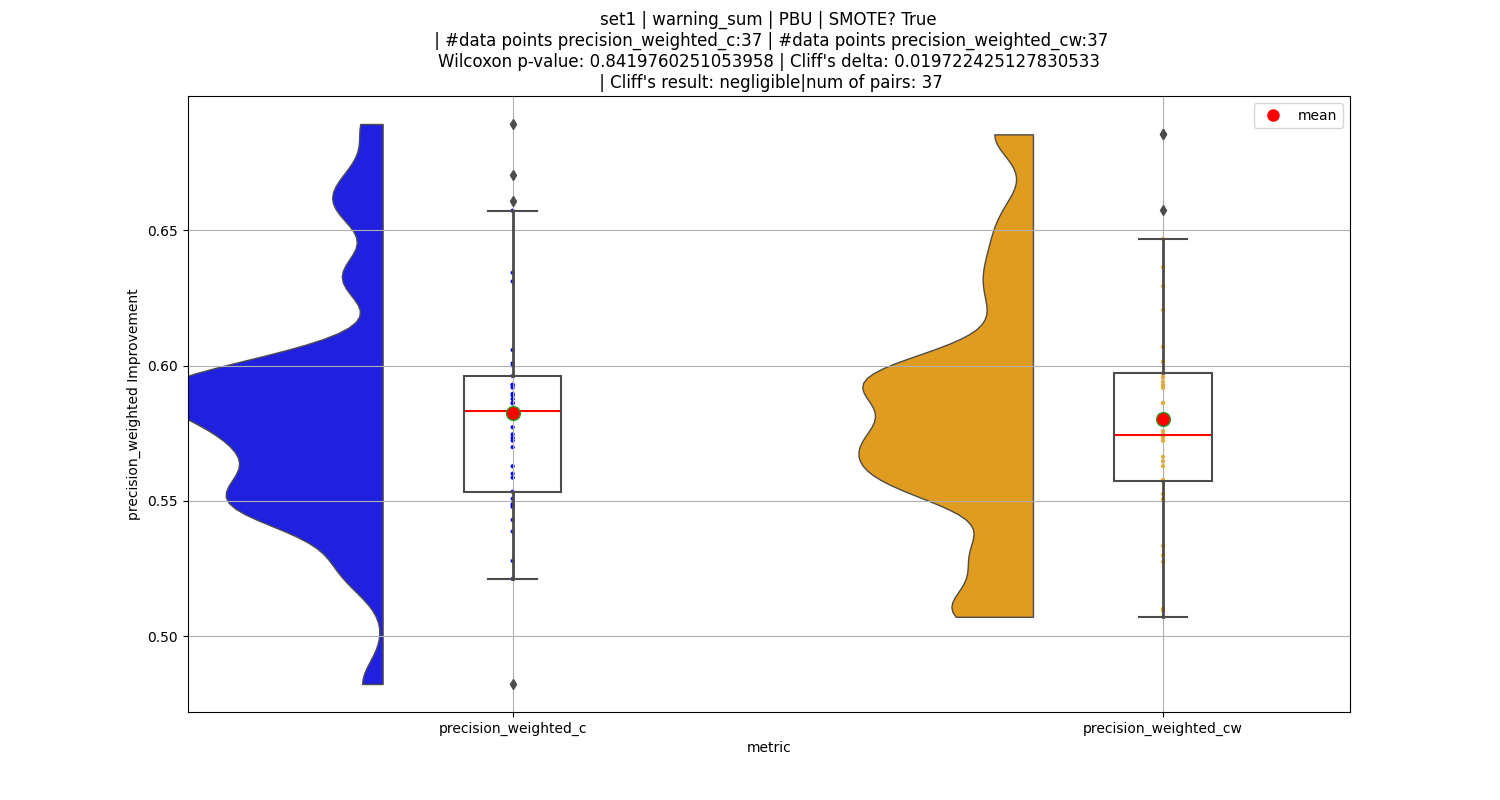 set1 | warning_sum | PBU | SMOTE? True
| #data points precision_weighted_c:37 | #data points precision_weighted_cw:37
Wilcoxon p-value: 0.8419760251053958 | Cliff's delta: 0.019722425127830533
| Cliff's result: negligible|num of pairs: 37
mean
precision_weighted Improvement
0.65
0.60
0.55
0.50
precision_weighted_c
precision_weighted_cw
metric